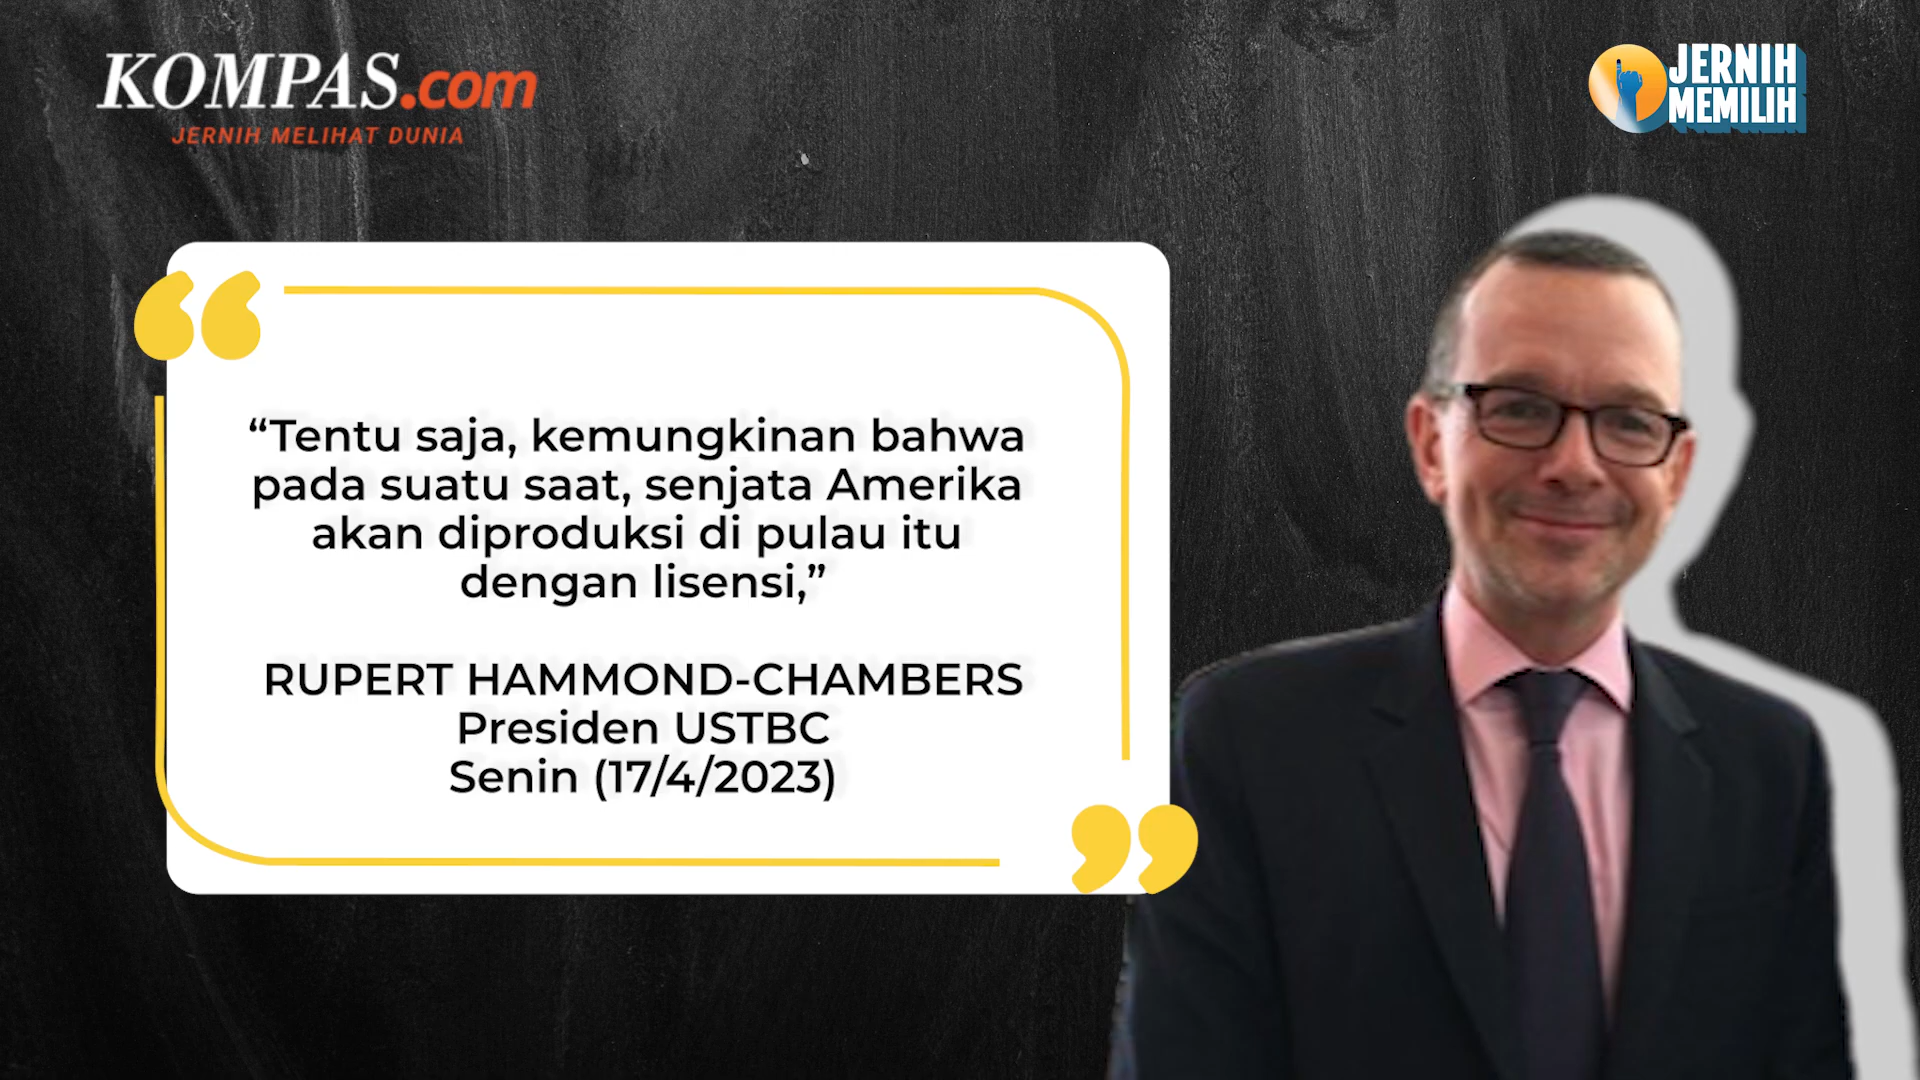 KOMPAS.com
JERNIH MELIHAT DUNIA
JERNIH
MEMILIH
“Tentu saja, kemungkinan bahwa
pada suatu saat, senjata Amerika
akan diproduksi di pulau itu
dengan lisensi,”
RUPERT HAMMOND-CHAMBERS
Presiden USTBC
Senin (17/4/2023)